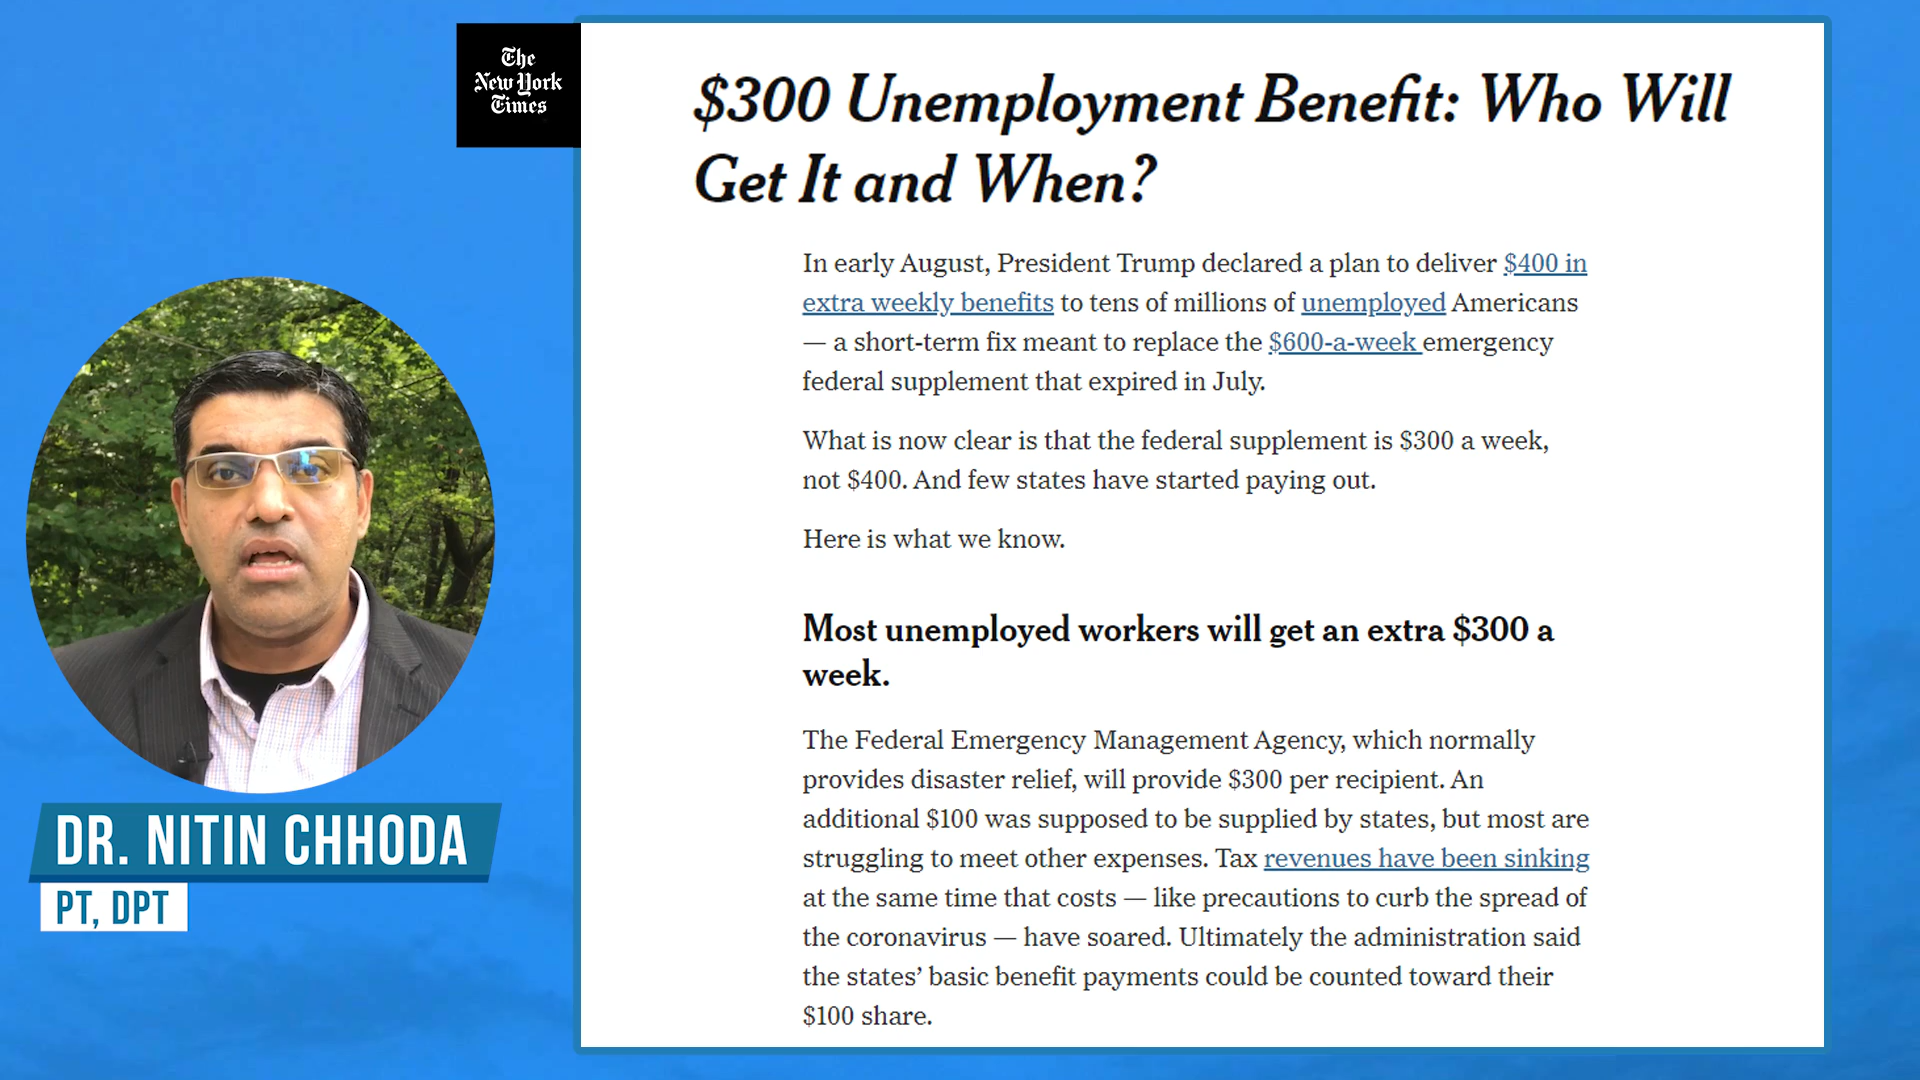 The
New York
Times
$300 Unemployment Benefit: Who Will
Get It and When?
In early August, President Trump declared a plan to deliver $400 in
extra weekly benefits to tens of millions of unemployed Americans
— a short-term fix meant to replace the $600-a-week emergency
federal supplement that expired in July.
What is now clear is that the federal supplement is $300 a week,
not $400. And few states have started paying out.
Here is what we know.
Most unemployed workers will get an extra $300 a
week.
The Federal Emergency Management Agency, which normally
provides disaster relief, will provide $300 per recipient. An
additional $100 was supposed to be supplied by states, but most are
struggling to meet other expenses. Tax revenues have been sinking
at the same time that costs — like precautions to curb the spread of
the coronavirus — have soared. Ultimately the administration said
the states’ basic benefit payments could be counted toward their
$100 share.
DR. NITIN CHHODA
PT, DPT